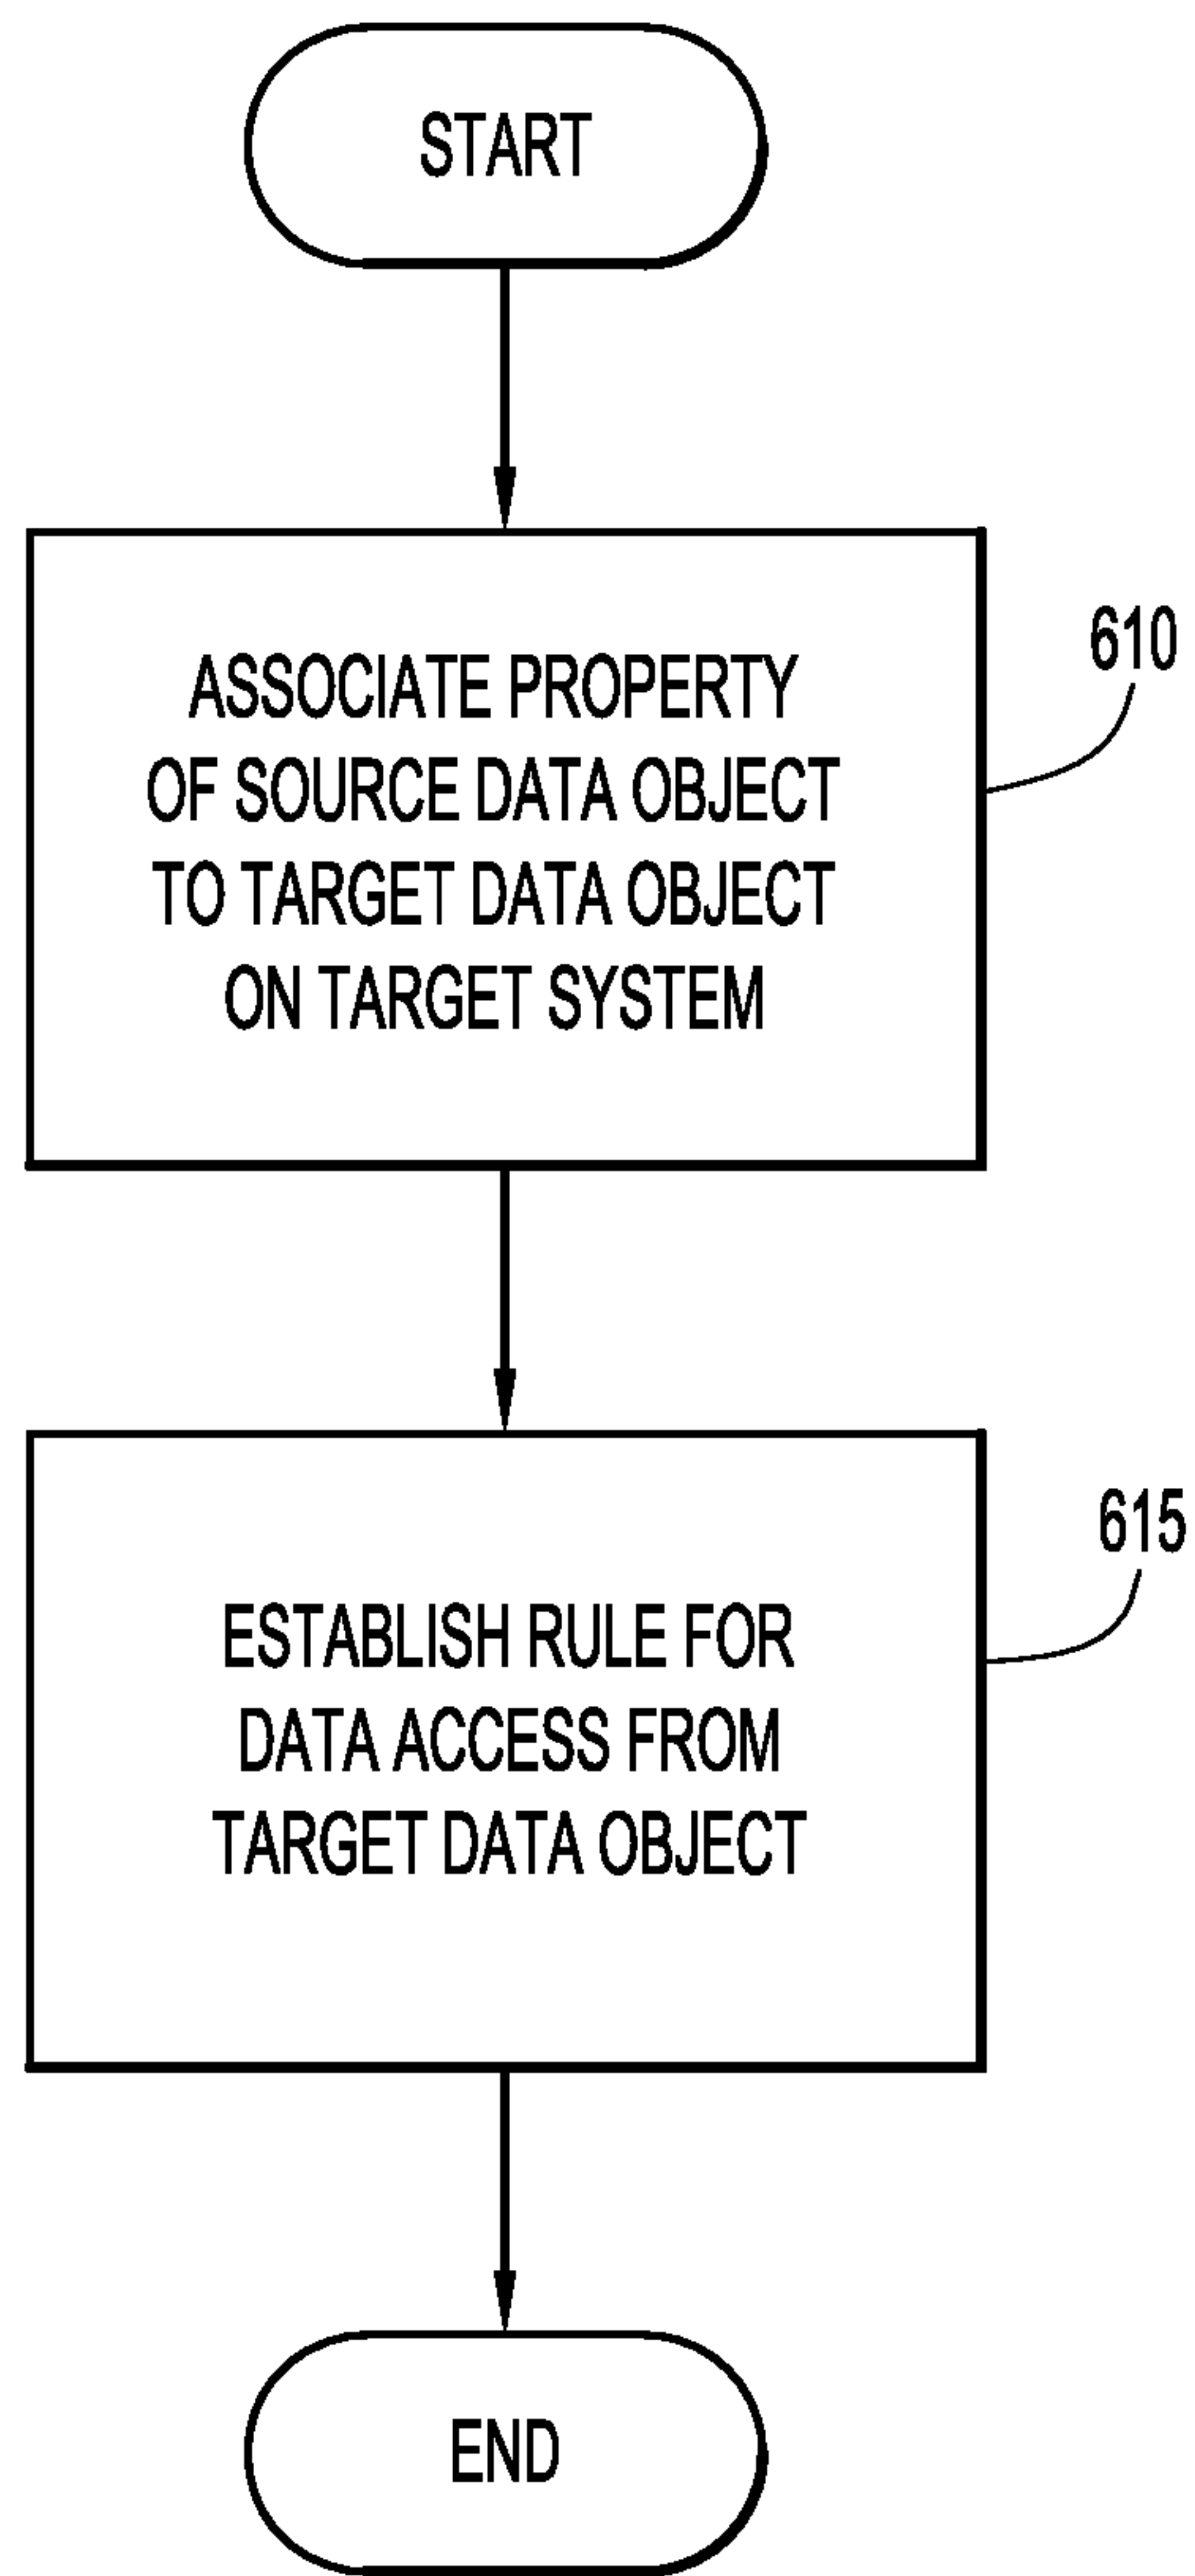 START
ASSOCIATE PROPERTY
OF SOURCE DATA OBJECT
TO TARGET DATA OBJECT
ON TARGET SYSTEM
610
ESTABLISH RULE FOR
DATA ACCESS FROM
TARGET DATA OBJECT
615
END